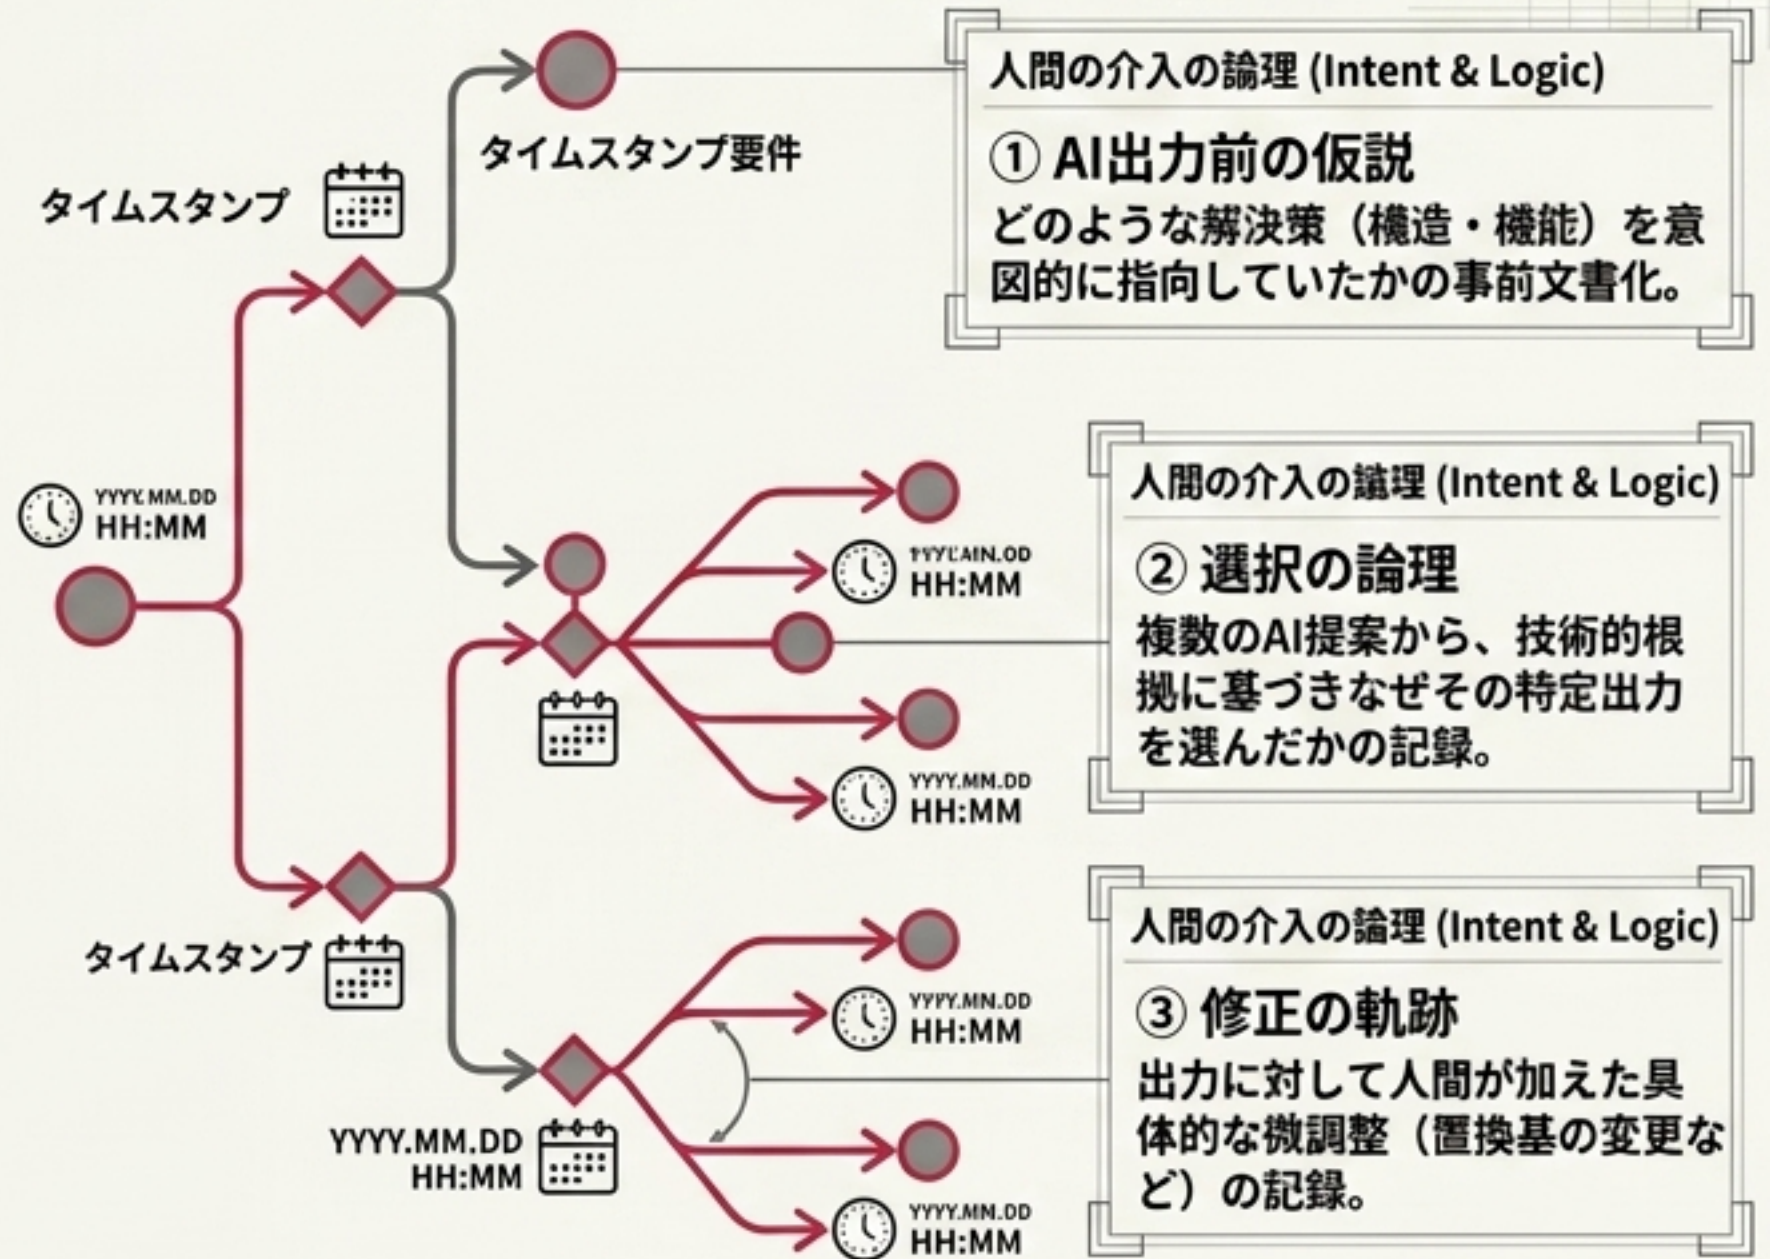 人間の介入の論理 (Intent & Logic)
① AI出力前の仮説
どのような解決策（構造・機能）を意
図的に指向していたかの事前文書化。
タイムスタンプ要件
タイムスタンプ
YYYY.MM.DD
HH:MM
人間の介入の論理 (Intent & Logic)
② 選択の論理
複数のAI提案から、技術的根
拠に基づきなぜその特定出力
を選んだかの記録。
HH:MM
YYYY.MN.DD
HH:MM
タイムスタンプ
人間の介入の論理 (Intent & Logic)
③ 修正の軌跡
出力に対して人間が加えた具
体的な微調整（置換基の変更な
ど）の記録。
YYYY.MN.DD
HH:MM
YYYY.MM.DD
HH:MM
YYYY.MN.DD
HH:MM